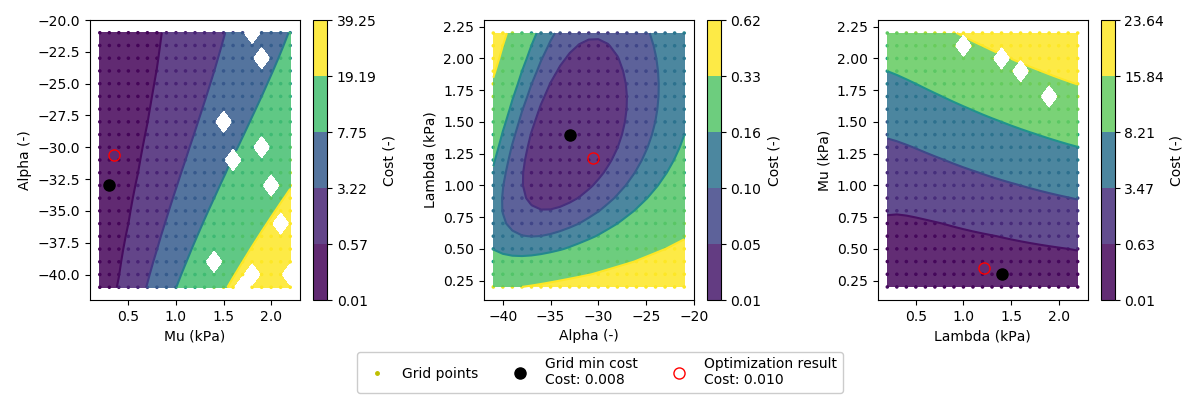 −20.0
−22.5
−25.0
−27.5
−30.0
−32.5
−35.0
−37.5
−40.0
Alpha (-)
0.5 1.0 1.5 2.0
Mu (kPa)
39.25
19.19
7.75
3.22
0.57
0.01
Cost (-)
2.25
2.00
1.75
1.50
1.25
1.00
0.75
0.50
0.25
Lambda (kPa)
−40 −35 −30 −25 −20
Alpha (-)
0.62
0.33
0.16
0.10
0.05
0.01
Cost (-)
2.25
2.00
1.75
1.50
1.25
1.00
0.75
0.50
0.25
Mu (kPa)
0.5 1.0 1.5 2.0
Lambda (kPa)
23.64
15.84
8.21
3.47
0.63
0.01
Cost (-)
Grid points
Grid min cost
Cost: 0.008
Optimization result
Cost: 0.010